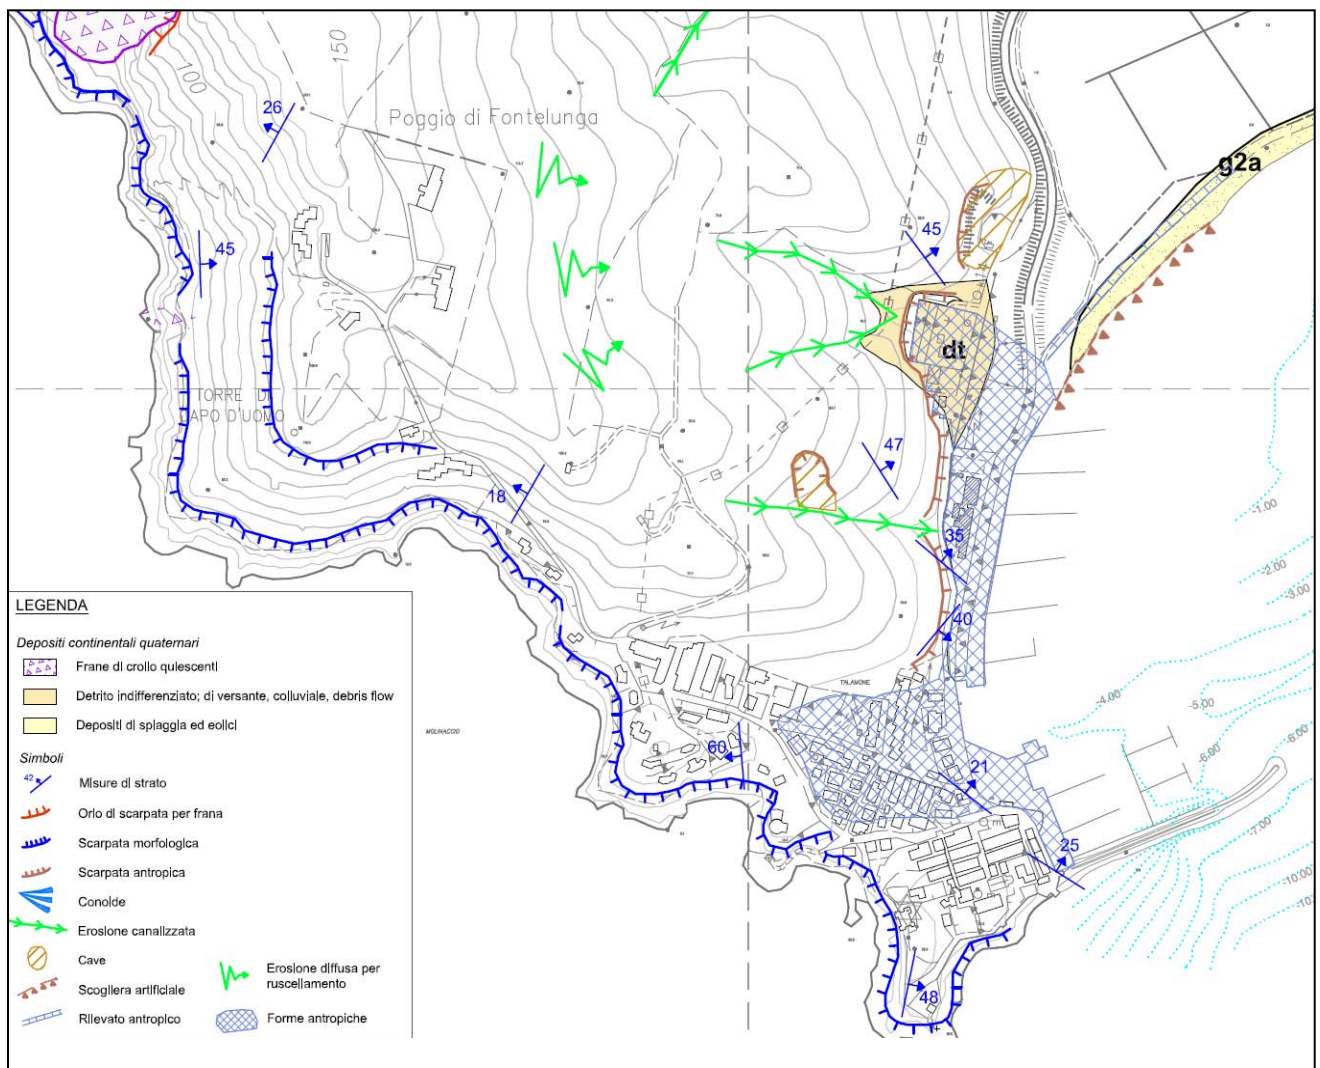 150
100
26
Poggio di Fontelunga
g2a
45
45
dt
TORRE DI
CAPO D'UOMO
47
18
-1.00
35
-2.00
-3.00
40
TALAMONE
-4.00
-5.00
-6.00
-6.00
MOLINACCIO
60
21
-7.00
25
-10.00
-10.
48
LEGENDA
Depositi continentali quaternari
Frane di crollo quiescenti
Detrito indifferenziato; di versante, colluviale, debris flow
Depositi di spiaggia ed eolici
Simboli
42
Misure di strato
Orlo di scarpata per frana
Scarpata morfologica
Scarpata antropica
Conoide
Erosione canalizzata
Cave
Scogliera artificiale
Rilevato antropico
Erosione diffusa per
ruscellamento
Forme antropiche